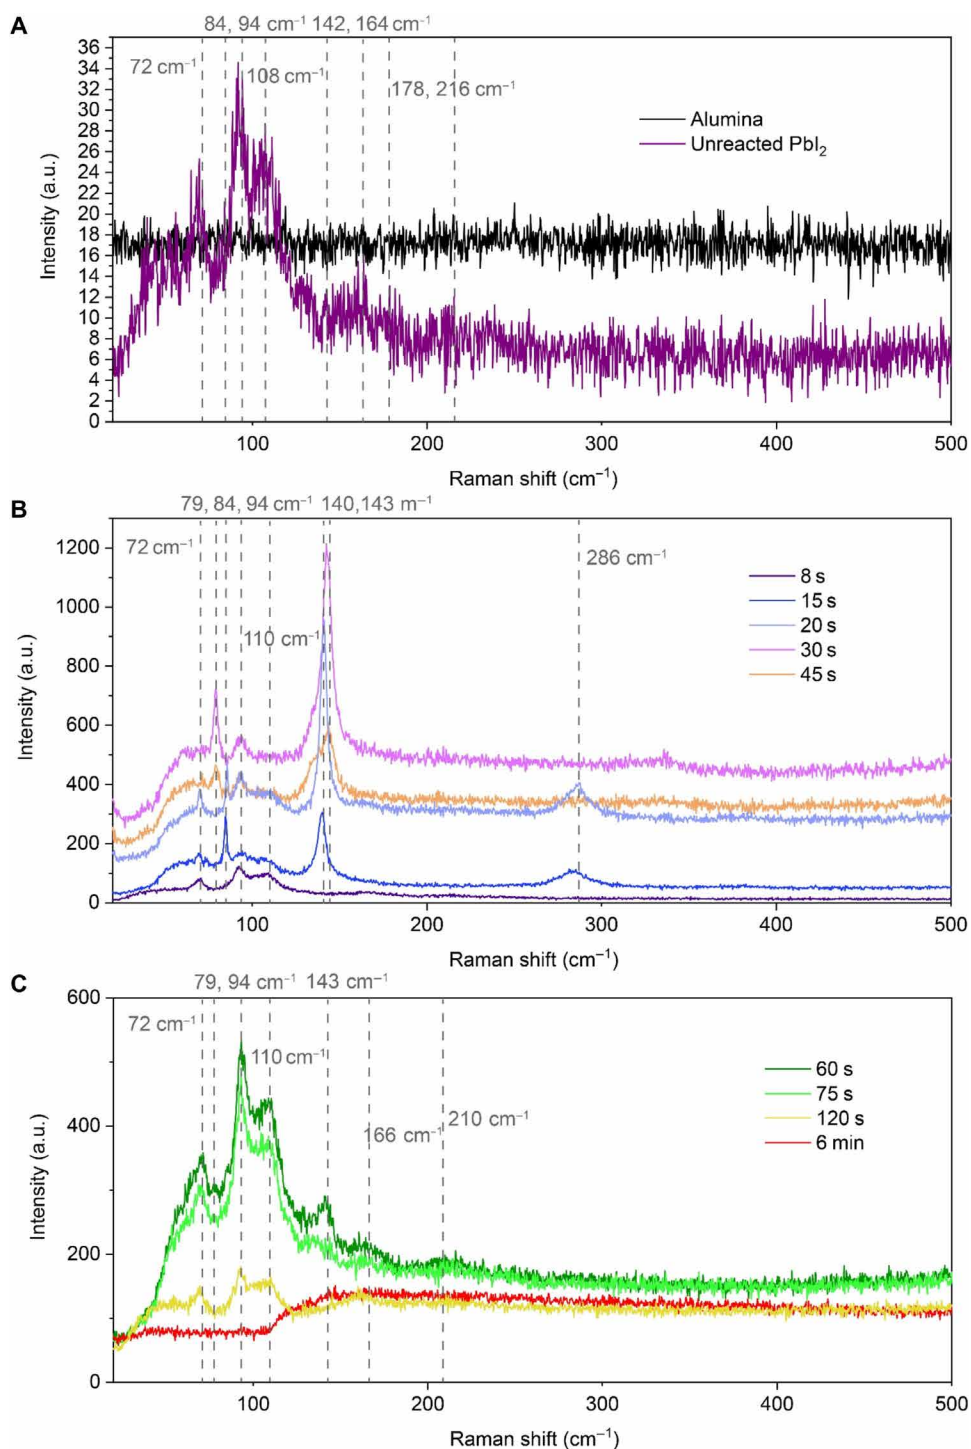 A
84, 94 cm⁻¹ 142, 164 cm⁻¹
72 cm⁻¹
108 cm⁻¹
178, 216 cm⁻¹
Alumina
Unreacted PbI₂
36
34
32
30
28
26
24
22
20
18
16
14
12
10
8
6
4
2
0
Intensity (a.u.)
100 200 300 400 500
Raman shift (cm⁻¹)
B
79, 84, 94 cm⁻¹ 140,143 m⁻¹
72 cm⁻¹
286 cm⁻¹
110 cm⁻¹
8 s
15 s
20 s
30 s
45 s
1200
1000
800
600
400
200
0
Intensity (a.u.)
100 200 300 400 500
Raman shift (cm⁻¹)
C
79, 94 cm⁻¹ 143 cm⁻¹
72 cm⁻¹
110 cm⁻¹
166 cm⁻¹
210 cm⁻¹
60 s
75 s
120 s
6 min
600
400
200
0
Intensity (a.u.)
100 200 300 400 500
Raman shift (cm⁻¹)